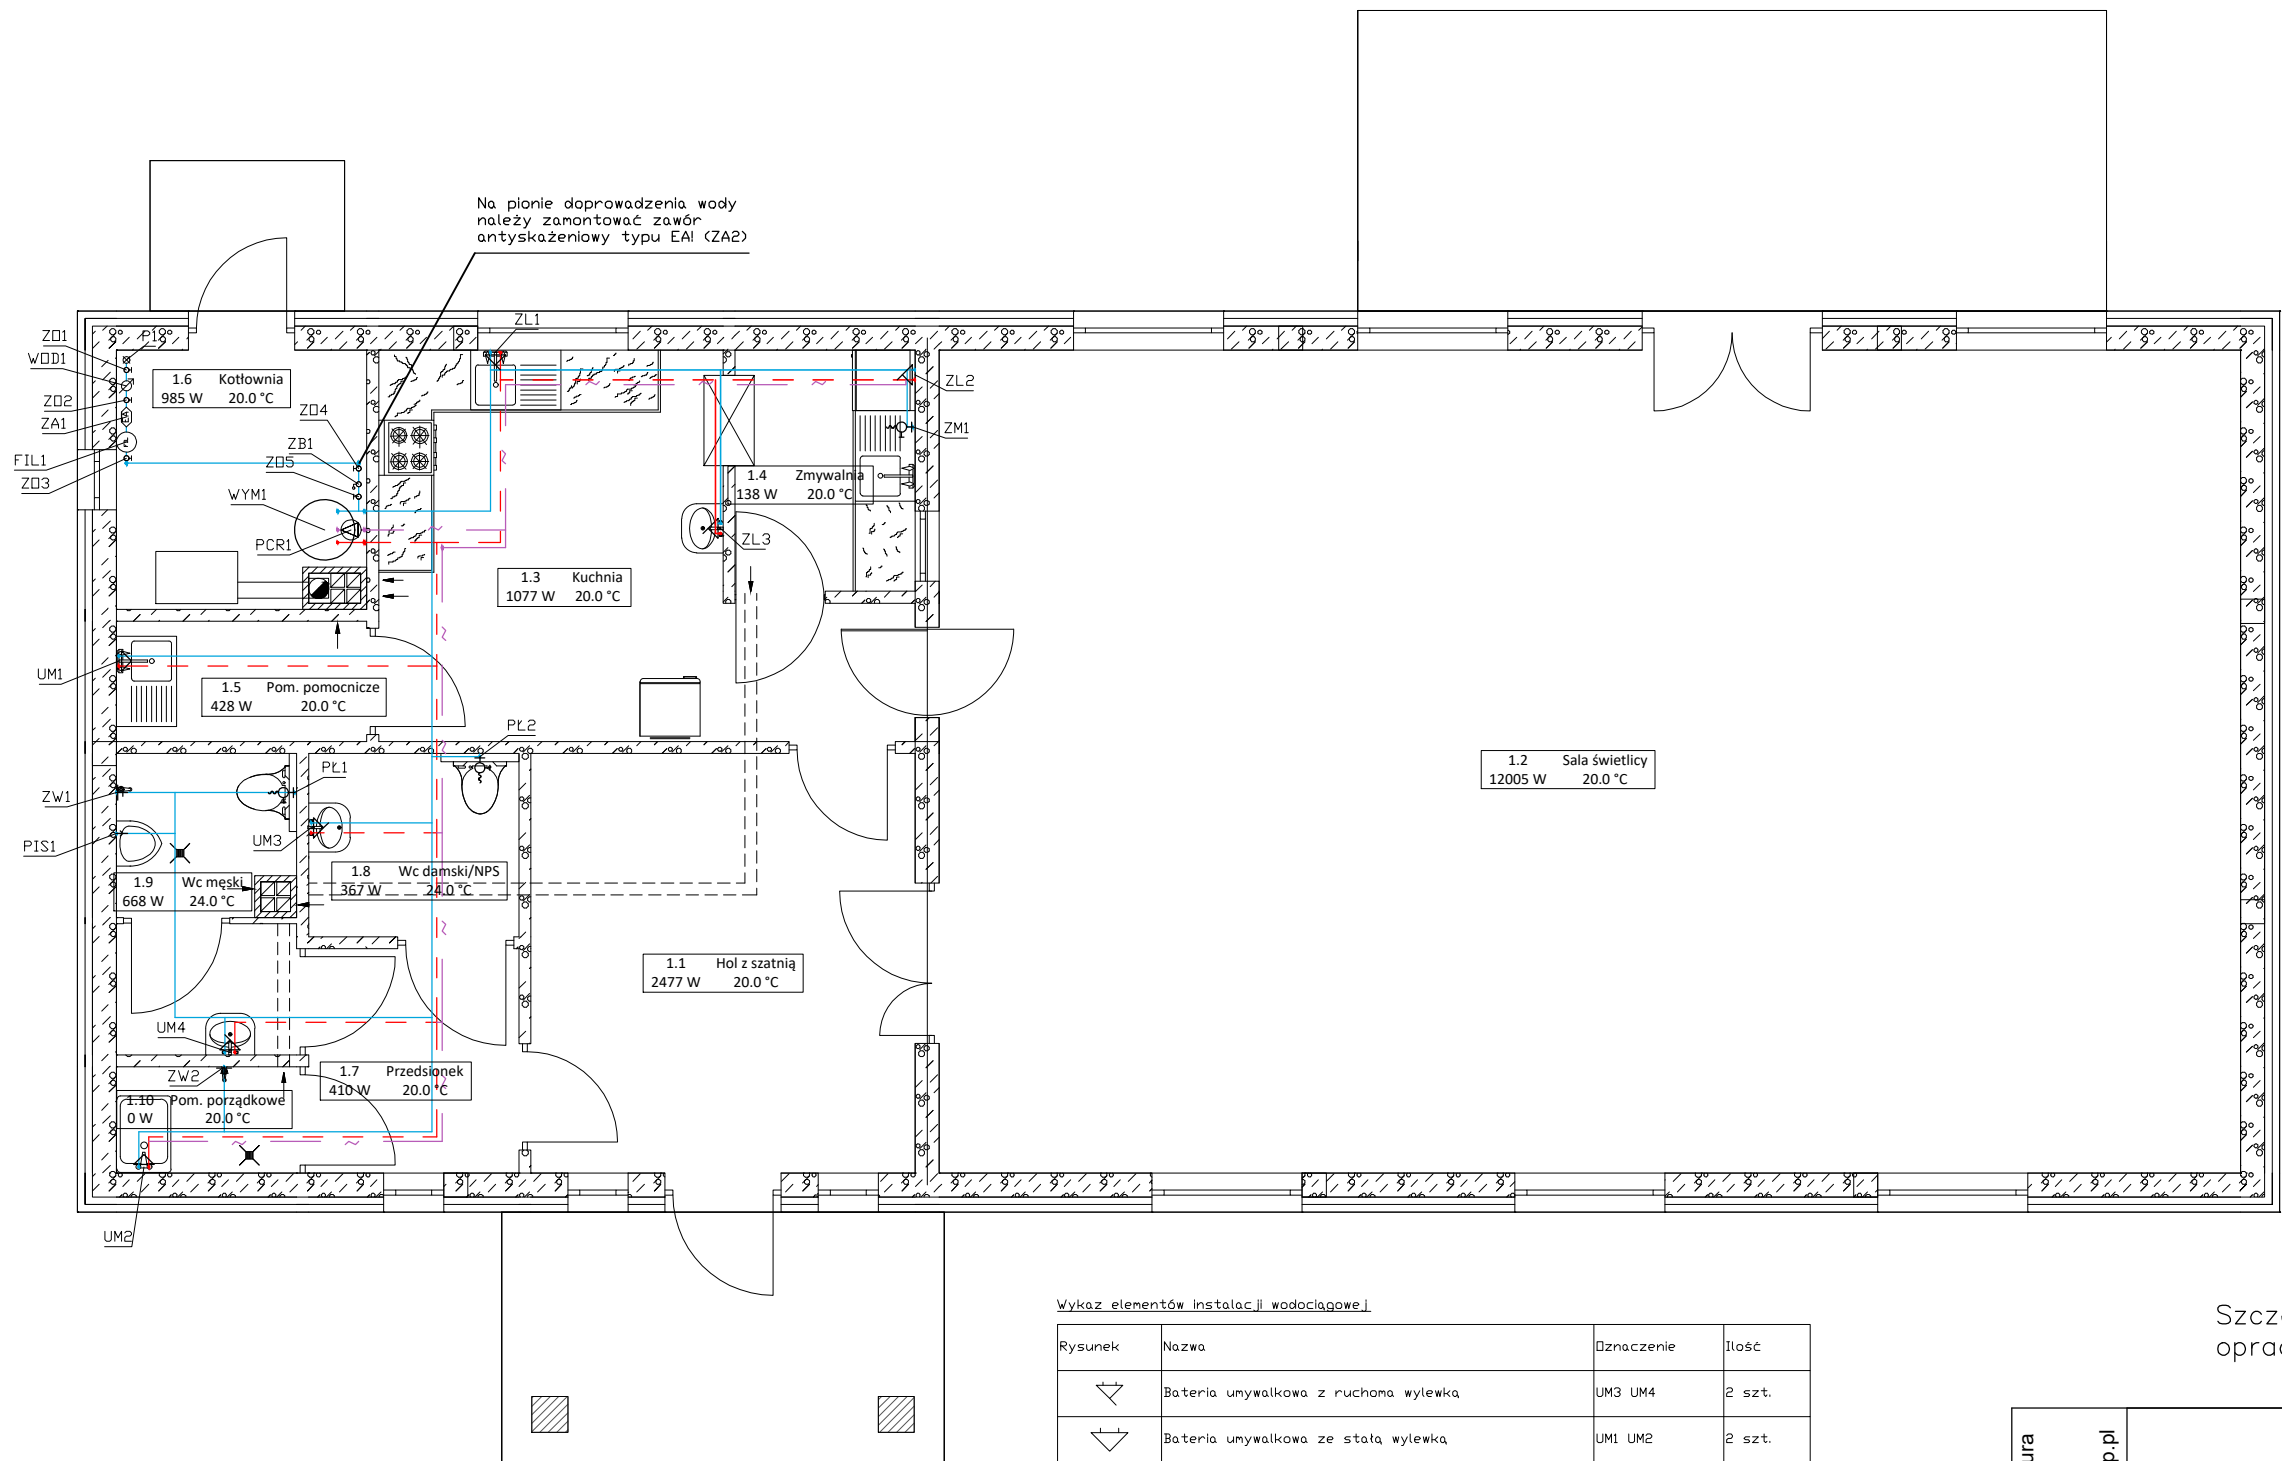 Na pionie doprowadzenia wody
należy zamontować zawór
antyskażeniowy typu EA! (ZA2)
ZL1
ZO1
P1
WOD1
1.6 Kotłownia
985 W 20.0 °C
ZL2
ZO2
ZA1
ZO4
ZM1
ZB1
FIL1
ZO5
ZO3
1.4 Zmywalnia
138 W 20.0 °C
WYM1
PCR1
ZL3
1.3 Kuchnia
1077 W 20.0 °C
UM1
1.5 Pom. pomocnicze
428 W 20.0 °C
PŁ2
PŁ1
1.2 Sala świetlicy
12005 W 20.0 °C
ZW1
UM3
PIS1
1.8 Wc damski/NPS
367 W 24.0 °C
1.9 Wc męski
668 W 24.0 °C
1.1 Hol z szatnią
2477 W 20.0 °C
UM4
ZW2
1.7 Przedsionek
410 W 20.0 °C
1.10 Pom. porządkowe
0 W 20.0 °C
UM2
Wykaz elementów instalacji wodociągowej
Rysunek Nazwa Oznaczenie Ilość
Bateria umywalkowa z ruchoma wylewką UM3 UM4 2 szt.
Bateria umywalkowa ze stałą wylewką UM1 UM2 2 szt.
ura
p.pl